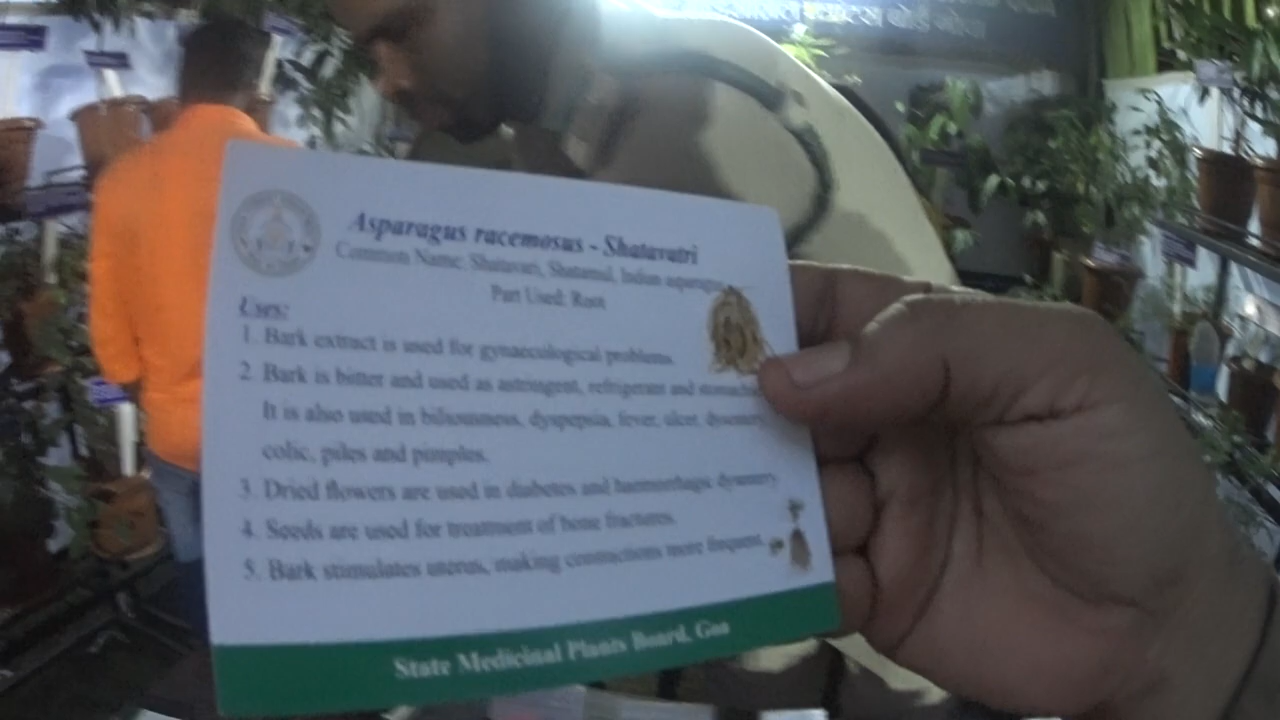 Asparagus racemosus - Shatavatri
Common Name: Shatavari, Shatamul, Indian asparagus
Part Used: Root
Uses:
1. Bark extract is used for gynaecological problems.
2. Bark is bitter and used as astringent, refrigerant and
It is also used in biliousness, dyspepsia, fever, ulcer, dysentery,
colic, piles and pimples.
3. Dried flowers are used in diabetes and haemorrhagic dysentery.
4. Seeds are used for treatment of bone fractures.
5. Bark stimulates uterus, making contractions more frequent.
State Medicinal Plants Board, Goa